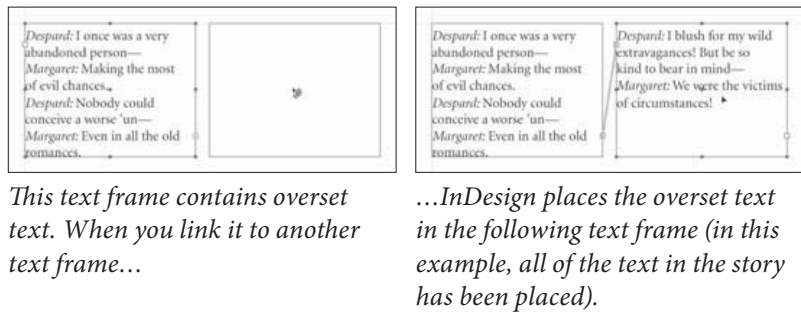 Despard: I once was a very
abandoned person—
Margaret: Making the most
of evil chances.
Despard: Nobody could
conceive a worse 'un—
Margaret: Even in all the old
romances.
This text frame contains overset
text. When you link it to another
text frame…
Despard: I once was a very
abandoned person—
Margaret: Making the most
of evil chances.
Despard: Nobody could
conceive a worse 'un—
Margaret: Even in all the old
romances.
Despard: I blush for my wild
extravagances! But be so
kind to bear in mind—
Margaret: We were the victims
of circumstances!
…InDesign places the overset text
in the following text frame (in this
example, all of the text in the story
has been placed).